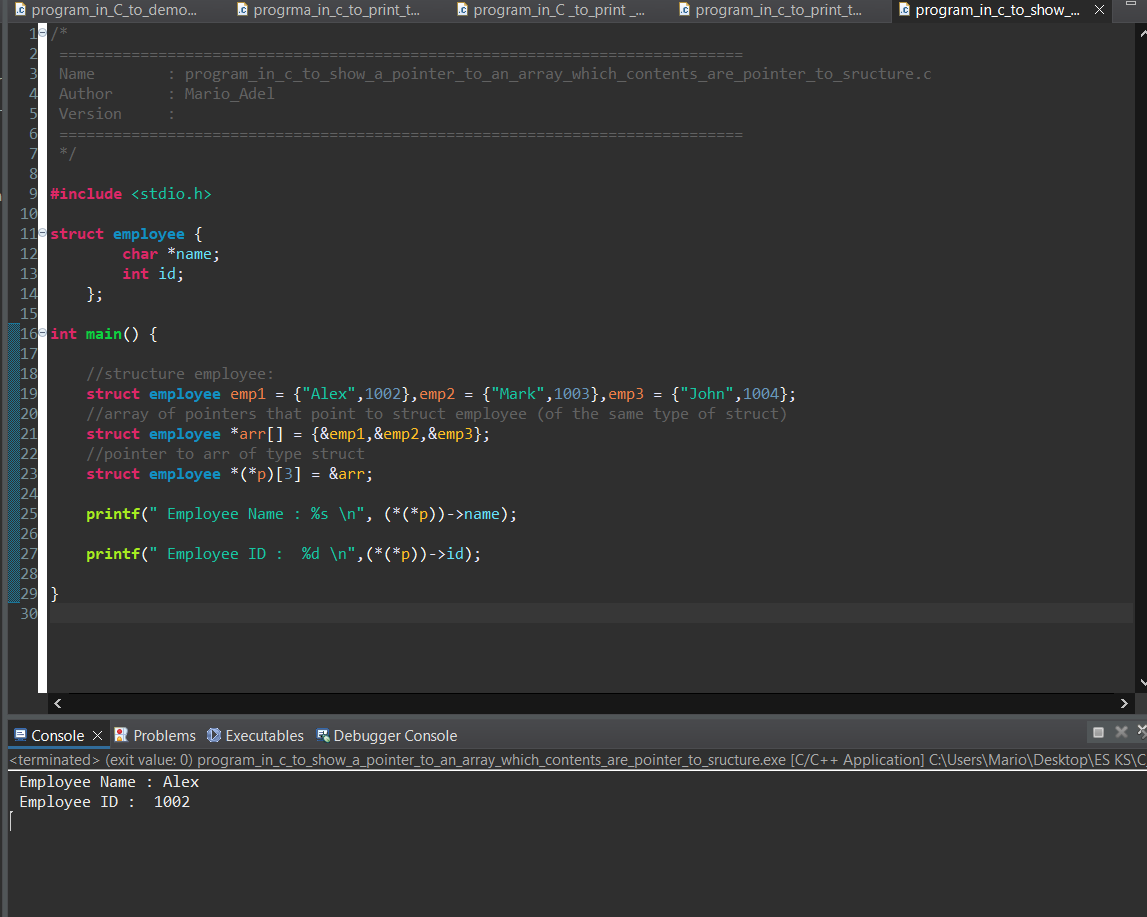 program_in_C_to_demo... progrma_in_c_to_print_t... program_in_C _to_print _... program_in_c_to_print_t... program_in_c_to_show_...
1 /*
2 ============================================================================
3 Name        : program_in_c_to_show_a_pointer_to_an_array_which_contents_are_pointer_to_sructure.c
4 Author      : Mario_Adel
5 Version     :
6 ============================================================================
7 */
8
9 #include <stdio.h>
10
11 struct employee {
12         char *name;
13         int id;
14     };
15
16 int main() {
17
18     //structure employee:
19     struct employee emp1 = {"Alex",1002},emp2 = {"Mark",1003},emp3 = {"John",1004};
20     //array of pointers that point to struct employee (of the same type of struct)
21     struct employee *arr[] = {&emp1,&emp2,&emp3};
22     //pointer to arr of type struct
23     struct employee *(*p)[3] = &arr;
24
25     printf(" Employee Name : %s \n", (*(*p))->name);
26
27     printf(" Employee ID :  %d \n",(*(*p))->id);
28
29 }
30
Console Problems Executables Debugger Console
<terminated> (exit value: 0) program_in_c_to_show_a_pointer_to_an_array_which_contents_are_pointer_to_sructure.exe [C/C++ Application] C:\Users\Mario\Desktop\ES KS\C
Employee Name : Alex
Employee ID :  1002